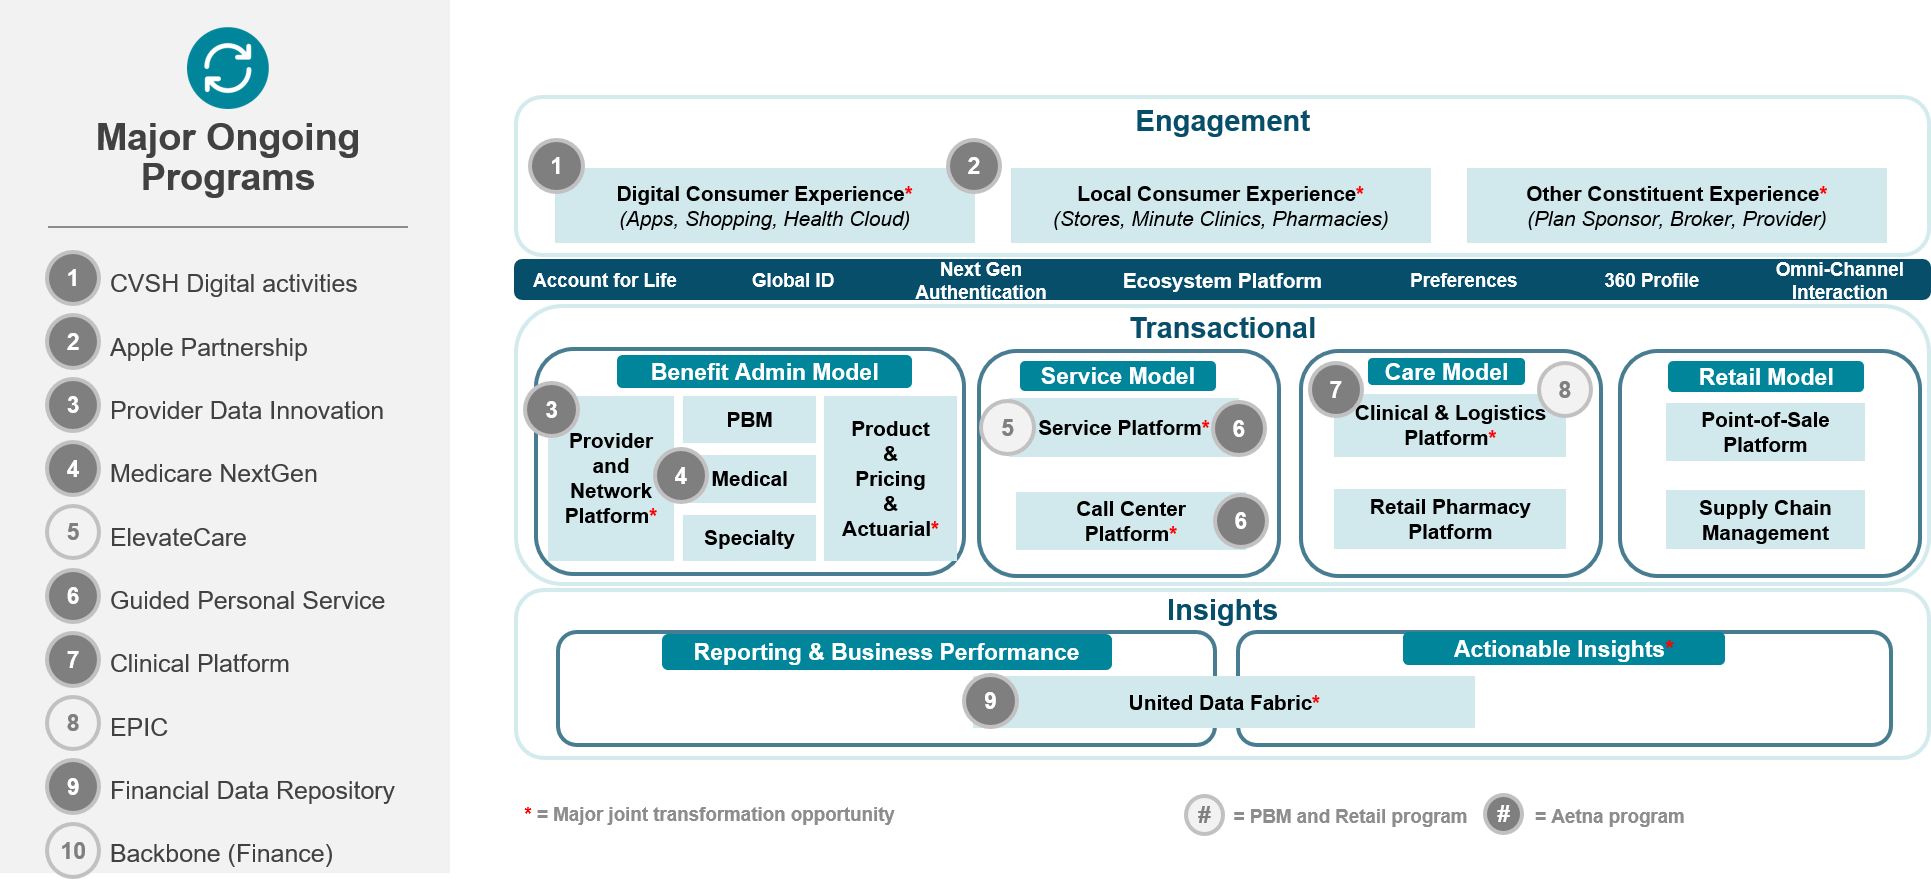 Major Ongoing
Programs
1 CVSH Digital activities
2 Apple Partnership
3 Provider Data Innovation
4 Medicare NextGen
5 ElevateCare
6 Guided Personal Service
7 Clinical Platform
8 EPIC
9 Financial Data Repository
10 Backbone (Finance)
Engagement
1
Digital Consumer Experience*
(Apps, Shopping, Health Cloud)
2
Local Consumer Experience*
(Stores, Minute Clinics, Pharmacies)
Other Constituent Experience*
(Plan Sponsor, Broker, Provider)
Account for Life
Global ID
Next Gen
Authentication
Ecosystem Platform
Preferences
360 Profile
Omni-Channel
Interaction
Transactional
Benefit Admin Model
3
Provider
and
Network
Platform*
PBM
4
Medical
Specialty
Product
&
Pricing
&
Actuarial*
Service Model
5 Service Platform* 6
Call Center
Platform*
6
Care Model
7
8
Clinical & Logistics
Platform*
Retail Pharmacy
Platform
Retail Model
Point-of-Sale
Platform
Supply Chain
Management
Insights
Reporting & Business Performance
Actionable Insights*
9 United Data Fabric*
* = Major joint transformation opportunity
# = PBM and Retail program
# = Aetna program